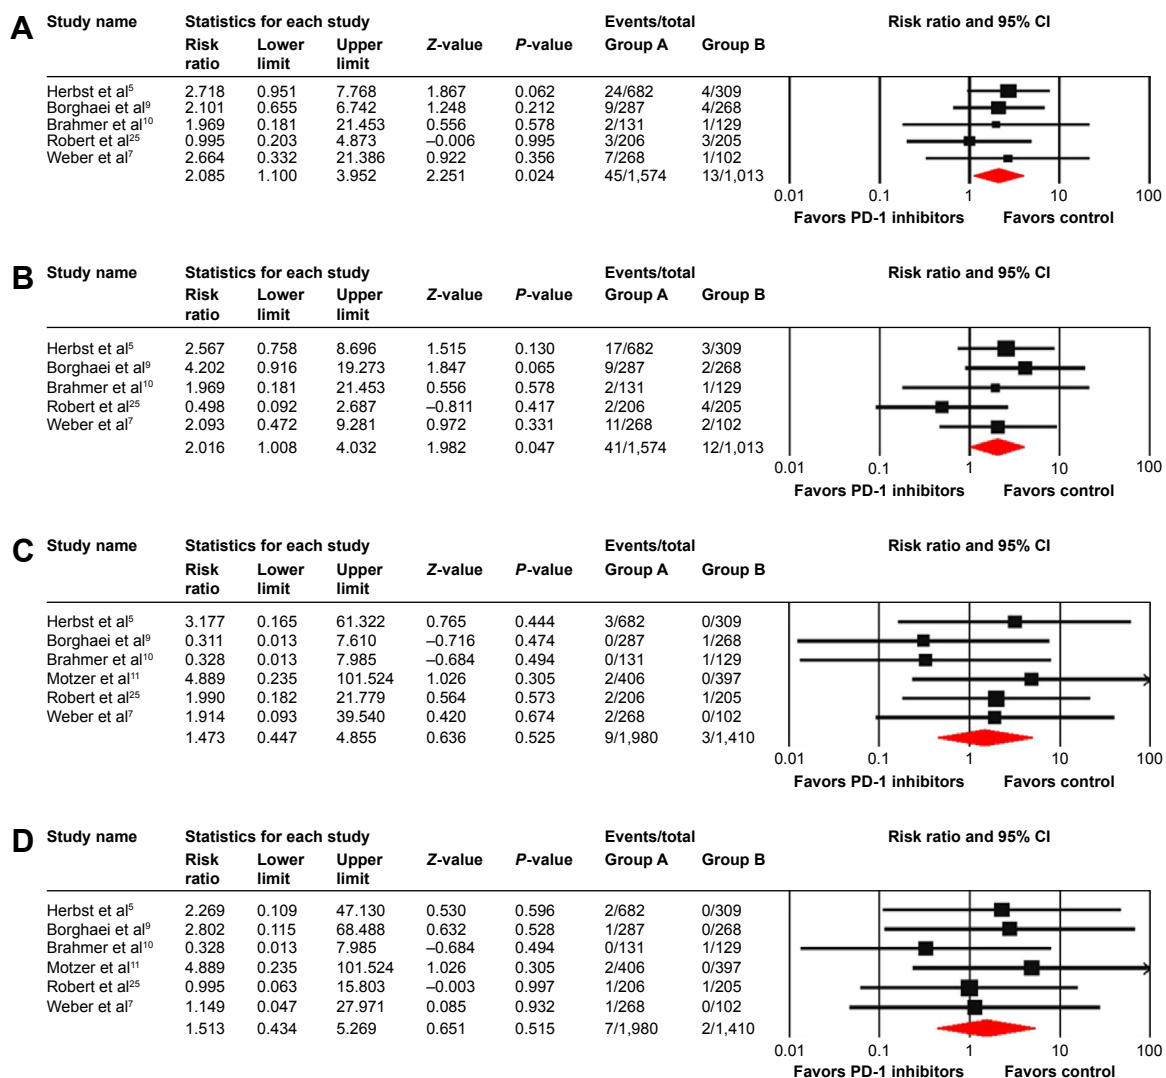 A Study name Statistics for each study Events/total Risk ratio and 95% CI
Risk ratio Lower limit Upper limit Z-value P-value Group A Group B
Herbst et al5 2.718 0.951 7.768 1.867 0.062 24/682 4/309
Borghaei et al9 2.101 0.655 6.742 1.248 0.212 9/287 4/268
Brahmer et al10 1.969 0.181 21.453 0.556 0.578 2/131 1/129
Robert et al25 0.995 0.203 4.873 –0.006 0.995 3/206 3/205
Weber et al7 2.664 0.332 21.386 0.922 0.356 7/268 1/102
2.085 1.100 3.952 2.251 0.024 45/1,574 13/1,013
0.01 0.1 1 10 100
Favors PD-1 inhibitors Favors control
B Study name Statistics for each study Events/total Risk ratio and 95% CI
Risk ratio Lower limit Upper limit Z-value P-value Group A Group B
Herbst et al5 2.567 0.758 8.696 1.515 0.130 17/682 3/309
Borghaei et al9 4.202 0.916 19.273 1.847 0.065 9/287 2/268
Brahmer et al10 1.969 0.181 21.453 0.556 0.578 2/131 1/129
Robert et al25 0.498 0.092 2.687 –0.811 0.417 2/206 4/205
Weber et al7 2.093 0.472 9.281 0.972 0.331 11/268 2/102
2.016 1.008 4.032 1.982 0.047 41/1,574 12/1,013
0.01 0.1 1 10 100
Favors PD-1 inhibitors Favors control
C Study name Statistics for each study Events/total Risk ratio and 95% CI
Risk ratio Lower limit Upper limit Z-value P-value Group A Group B
Herbst et al5 3.177 0.165 61.322 0.765 0.444 3/682 0/309
Borghaei et al9 0.311 0.013 7.610 –0.716 0.474 0/287 1/268
Brahmer et al10 0.328 0.013 7.985 –0.684 0.494 0/131 1/129
Motzer et al11 4.889 0.235 101.524 1.026 0.305 2/406 0/397
Robert et al25 1.990 0.182 21.779 0.564 0.573 2/206 1/205
Weber et al7 1.914 0.093 39.540 0.420 0.674 2/268 0/102
1.473 0.447 4.855 0.636 0.525 9/1,980 3/1,410
0.01 0.1 1 10 100
Favors PD-1 inhibitors Favors control
D Study name Statistics for each study Events/total Risk ratio and 95% CI
Risk ratio Lower limit Upper limit Z-value P-value Group A Group B
Herbst et al5 2.269 0.109 47.130 0.530 0.596 2/682 0/309
Borghaei et al9 2.802 0.115 68.488 0.632 0.528 1/287 0/268
Brahmer et al10 0.328 0.013 7.985 –0.684 0.494 0/131 1/129
Motzer et al11 4.889 0.235 101.524 1.026 0.305 2/406 0/397
Robert et al25 0.995 0.063 15.803 –0.003 0.997 1/206 1/205
Weber et al7 1.149 0.047 27.971 0.085 0.932 1/268 0/102
1.513 0.434 5.269 0.651 0.515 7/1,980 2/1,410
0.01 0.1 1 10 100
Favors PD-1 inhibitors Favors control